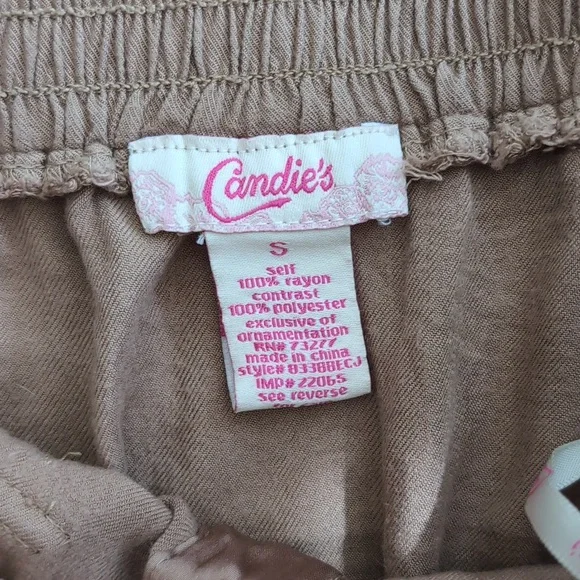 Candie's
S
self
100% rayon
contrast
100% polyester
exclusive of
ornamentation
RN# 73277
made in china
style# 8338BECJ
IMP# 22065
see reverse